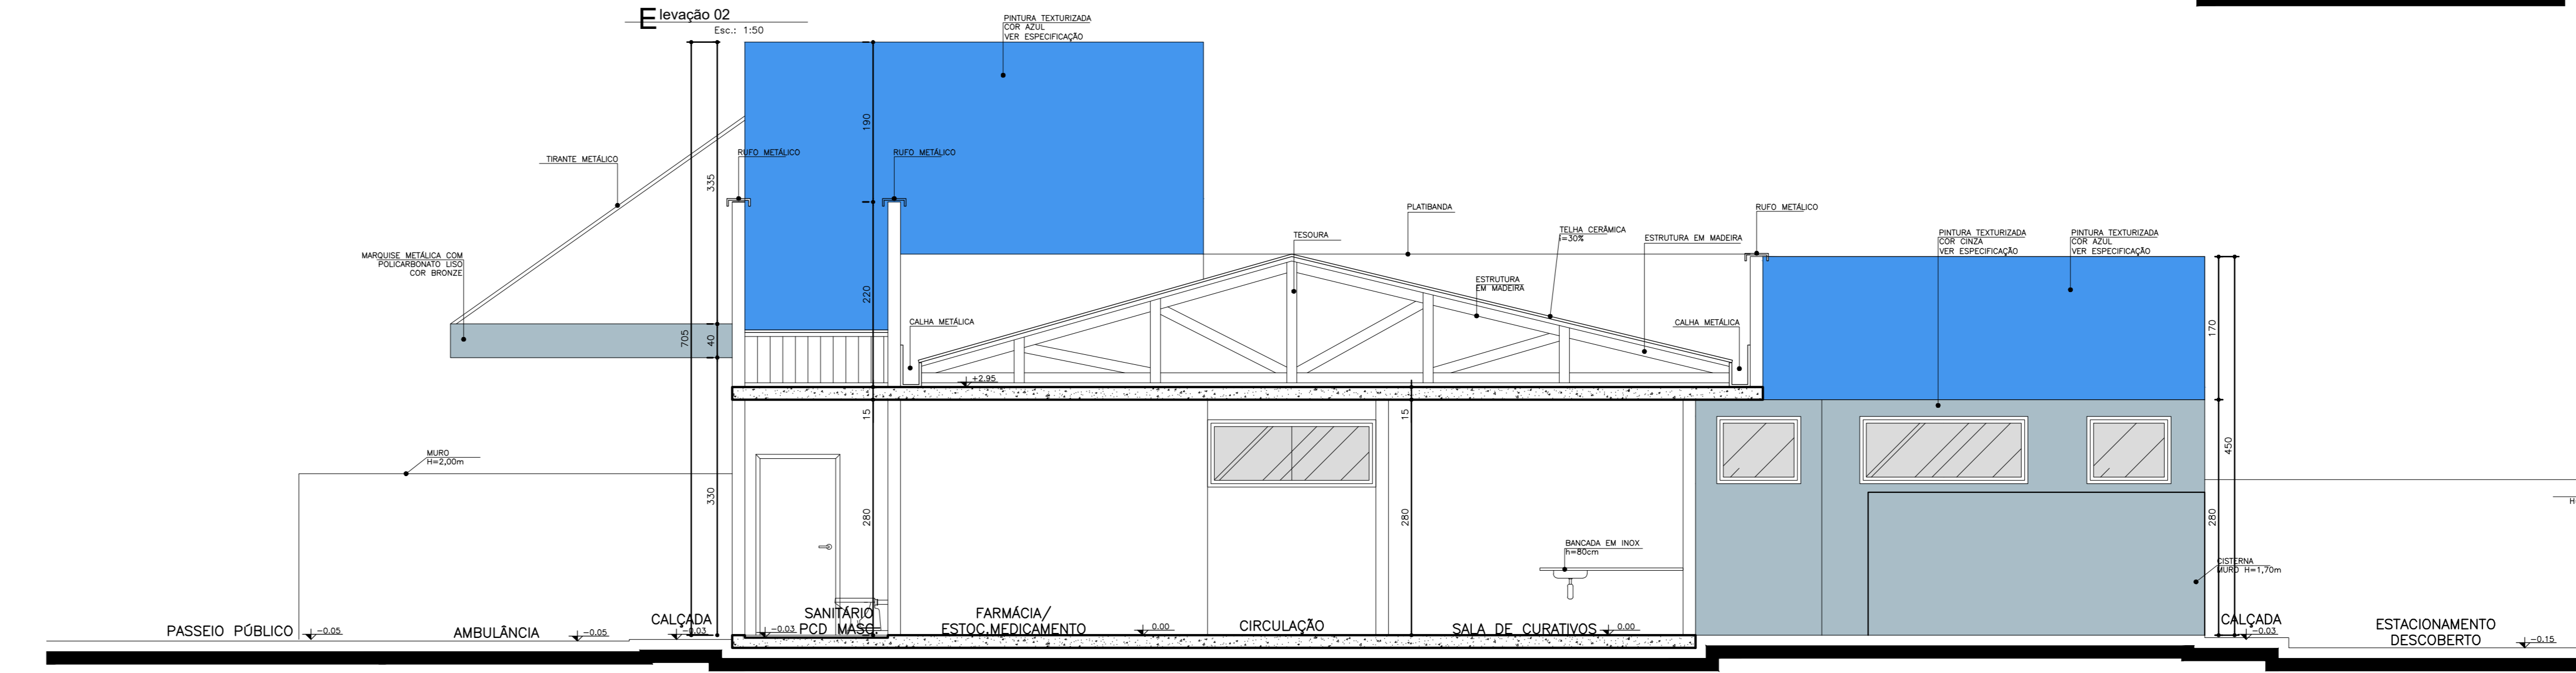 Elevação 02
Esc.: 1:50
PINTURA TEXTURIZADA
COR AZUL
VER ESPECIFICAÇÃO
TIRANTE METÁLICO
RUFO METÁLICO
RUFO METÁLICO
190
335
MARQUISE METÁLICA COM
POLICARBONATO LISO
COR BRONZE
PLATIBANDA
RUFO METÁLICO
TESOURA
TELHA CERÂMICA
i=30%
ESTRUTURA EM MADEIRA
PINTURA TEXTURIZADA
COR CINZA
VER ESPECIFICAÇÃO
PINTURA TEXTURIZADA
COR AZUL
VER ESPECIFICAÇÃO
ESTRUTURA
EM MADEIRA
220
CALHA METÁLICA
CALHA METÁLICA
705
40
170
+2.95
15
15
450
MURO
H=2,00m
330
280
280
280
H
BANCADA EM INOX
h=80cm
CISTERNA
MURO H=1,70m
PASSEIO PÚBLICO
-0.05
AMBULÂNCIA
-0.05
CALÇADA
-0.03
SANITÁRIO
PCD MASC
-0.03
FARMÁCIA/
ESTOC.MEDICAMENTO
0.00
CIRCULAÇÃO
SALA DE CURATIVOS
0.00
CALÇADA
-0.03
ESTACIONAMENTO
DESCOBERTO
-0.15